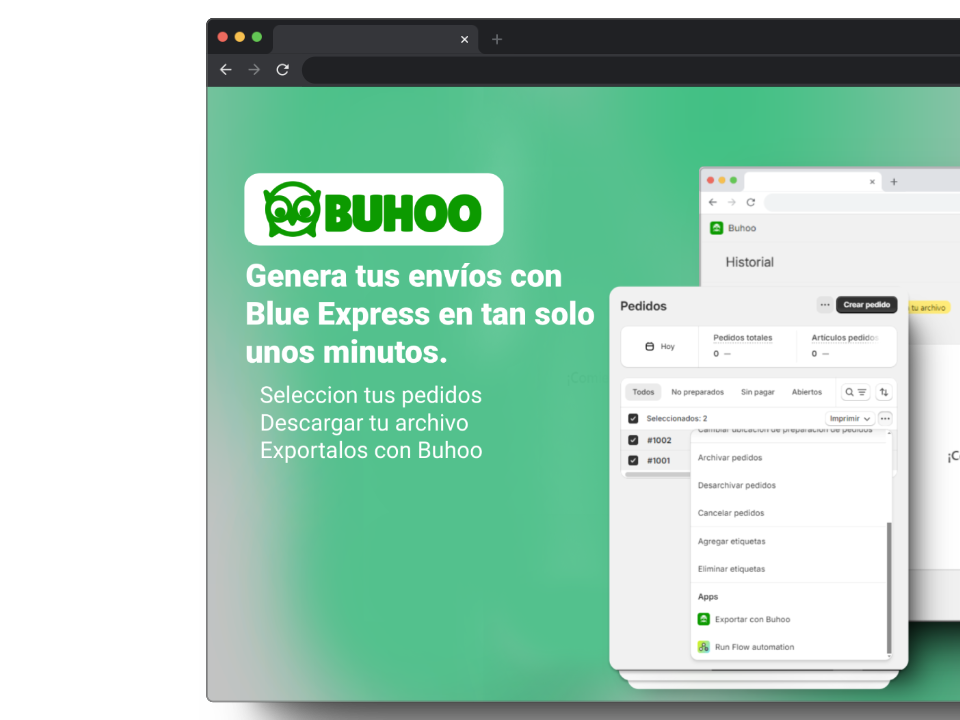 BUHOO
Genera tus envíos con
Blue Express en tan solo
unos minutos.
Seleccion tus pedidos
Descargar tu archivo
Exportalos con Buhoo
Buhoo
Historial
tu archivo
Pedidos
Crear pedido
Hoy
Pedidos totales
0 —
Artículos pedidos
0 —
Todos No preparados Sin pagar Abiertos
Seleccionados: 2
Imprimir
Cambiar ubicación de preparación de pedidos
#1002
#1001
Archivar pedidos
Desarchivar pedidos
Cancelar pedidos
Agregar etiquetas
Eliminar etiquetas
Apps
Exportar con Buhoo
Run Flow automation